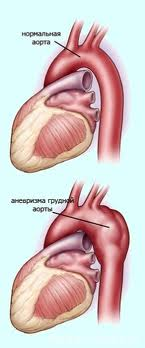 нормальная
аорта
аневризма грудной
аорты